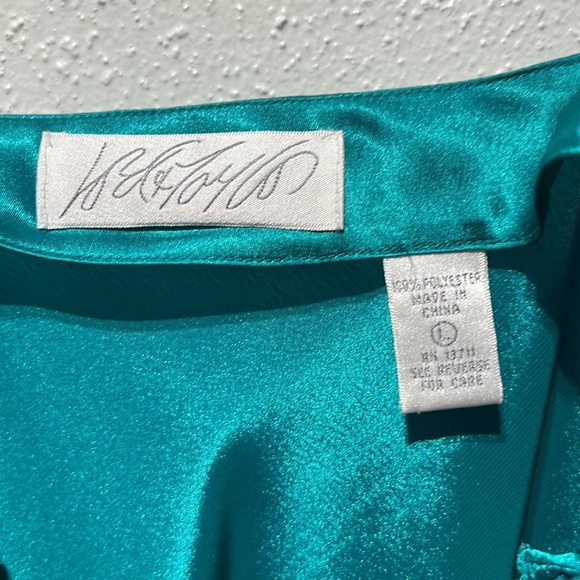 100% POLYESTER
MADE IN
CHINA
L
RN 13711
SEE REVERSE
FOR CARE